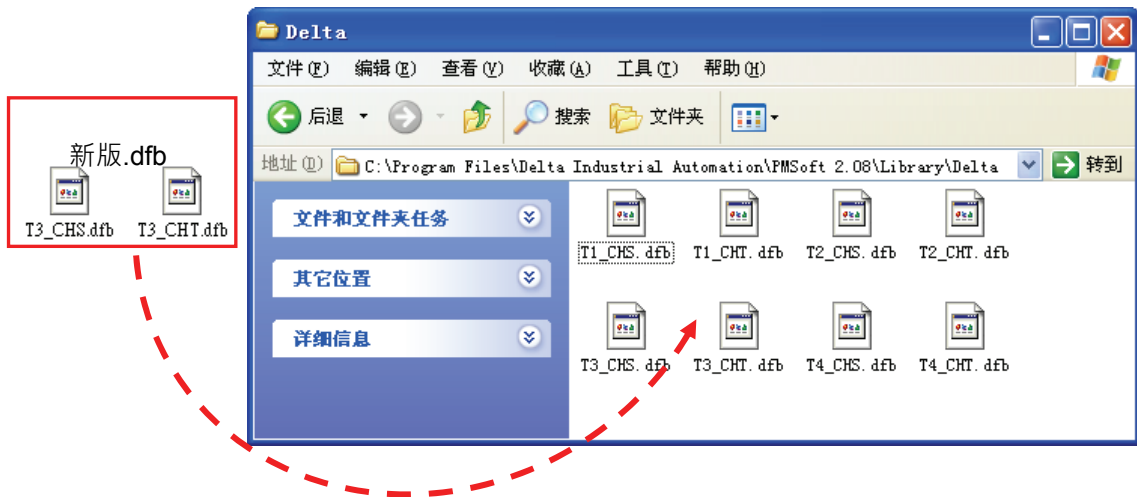 Delta
文件(F) 编辑(E) 查看(V) 收藏(A) 工具(T) 帮助(H)
后退 搜索 文件夹
地址(D) C:\Program Files\Delta Industrial Automation\PMSoft 2.08\Library\Delta 转到
新版.dfb
T3_CHS.dfb T3_CHT.dfb
文件和文件夹任务
其它位置
详细信息
T1_CHS.dfb T1_CHT.dfb T2_CHS.dfb T2_CHT.dfb
T3_CHS.dfb T3_CHT.dfb T4_CHS.dfb T4_CHT.dfb